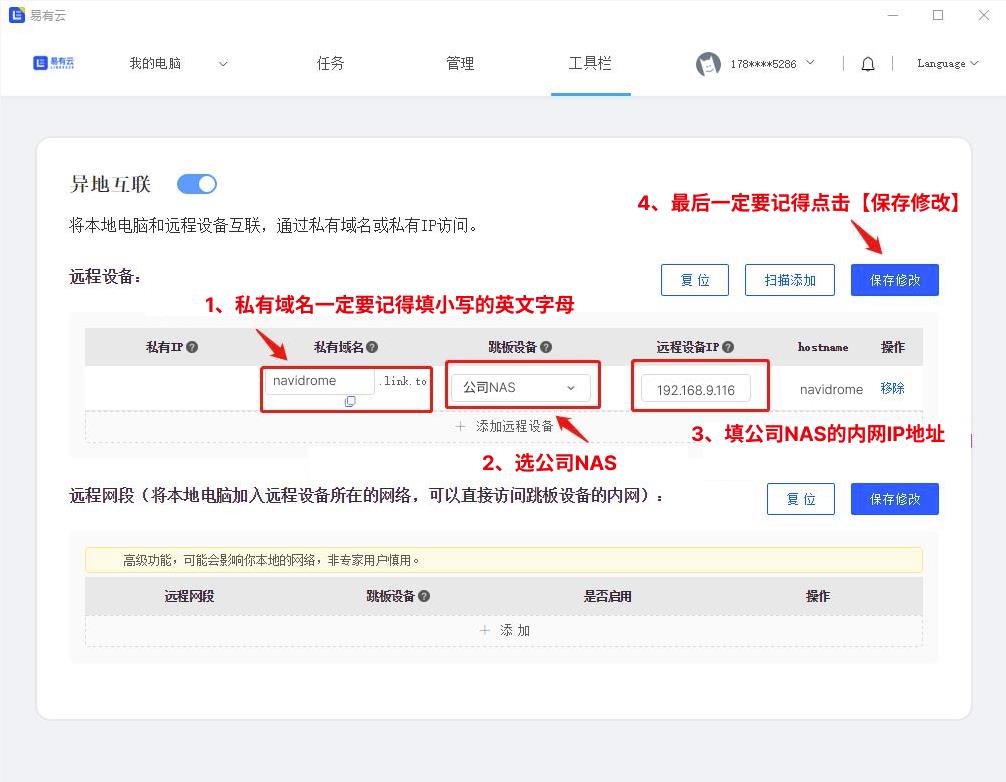 易有云
易有云
我的电脑
任务
管理
工具栏
178****5286
Language
异地互联
4、最后一定要记得点击【保存修改】
将本地电脑和远程设备互联，通过私有域名或私有IP访问。
远程设备：
复 位
扫描添加
保存修改
1、私有域名一定要记得填小写的英文字母
私有IP
私有域名
跳板设备
远程设备IP
hostname
操作
navidrome
.link.to
公司NAS
192.168.9.116
navidrome
移除
+ 添加远程设备
3、填公司NAS的内网IP地址
2、选公司NAS
远程网段（将本地电脑加入远程设备所在的网络，可以直接访问跳板设备的内网）：
复 位
保存修改
高级功能，可能会影响你本地的网络，非专家用户慎用。
远程网段
跳板设备
是否启用
操作
+ 添 加